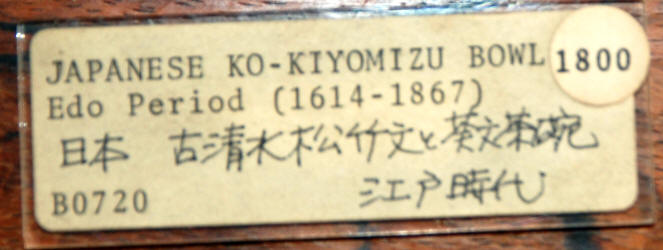 JAPANESE KO-KIYOMIZU BOWL
1800
Edo Period (1614-1867)
日本 古清水松竹文と英文茶碗
B0720
江戸時代